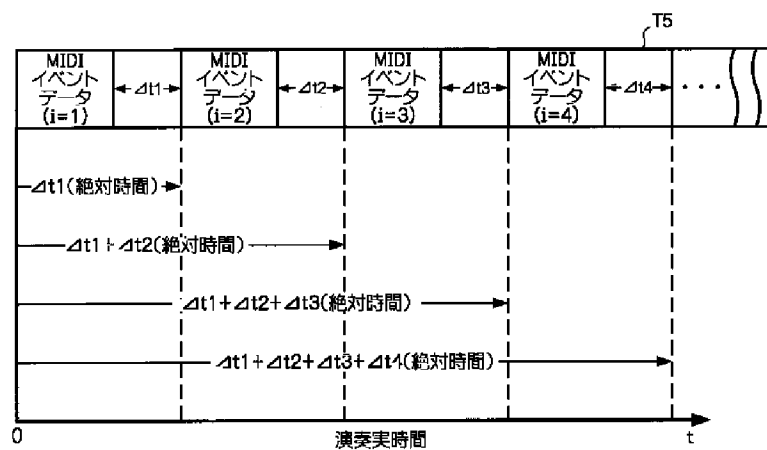 T5
MIDI
イベント
データ
(i=1)
⊿t1
MIDI
イベント
データ
(i=2)
⊿t2
MIDI
イベント
データ
(i=3)
⊿t3
MIDI
イベント
データ
(i=4)
⊿t4
・・・
⊿t1(絶対時間)
⊿t1+⊿t2(絶対時間)
⊿t1+⊿t2+⊿t3(絶対時間)
⊿t1+⊿t2+⊿t3+⊿t4(絶対時間)
0
演奏実時間
t